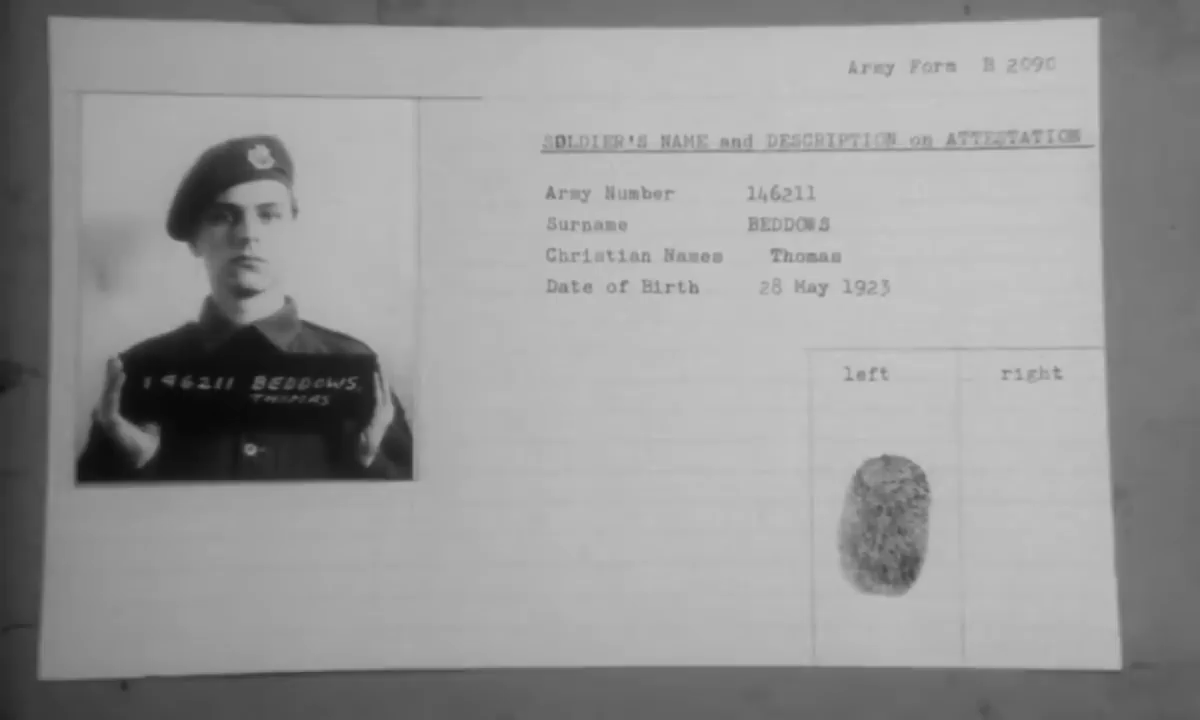 Army Form B 2090
SOLDIER'S NAME and DESCRIPTION on ATTESTATION
Army Number 146211
Surname BEDDOWS
Christian Names Thomas
Date of Birth 28 May 1923
146211 BEDDOWS.
THOMAS
left right